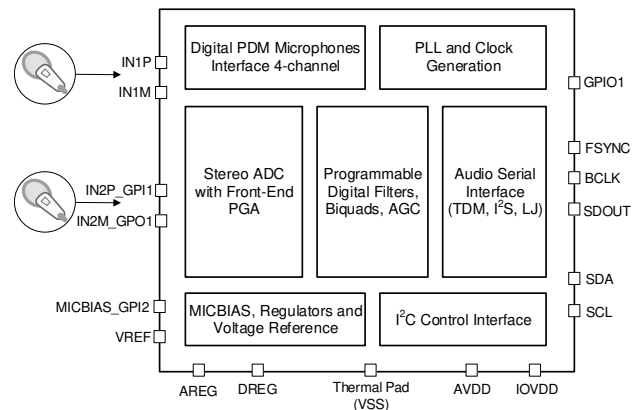 Digital PDM Microphones
Interface 4-channel
PLL and Clock
Generation
IN1P
IN1M
GPIO1
Stereo ADC
with Front-End
PGA
Programmable
Digital Filters,
Biquads, AGC
Audio Serial
Interface
(TDM, I²S, LJ)
FSYNC
BCLK
SDOUT
IN2P_GPI1
IN2M_GPO1
SDA
SCL
MICBIAS_GPI2
VREF
MICBIAS, Regulators and
Voltage Reference
I²C Control Interface
AREG
DREG
Thermal Pad
(VSS)
AVDD
IOVDD